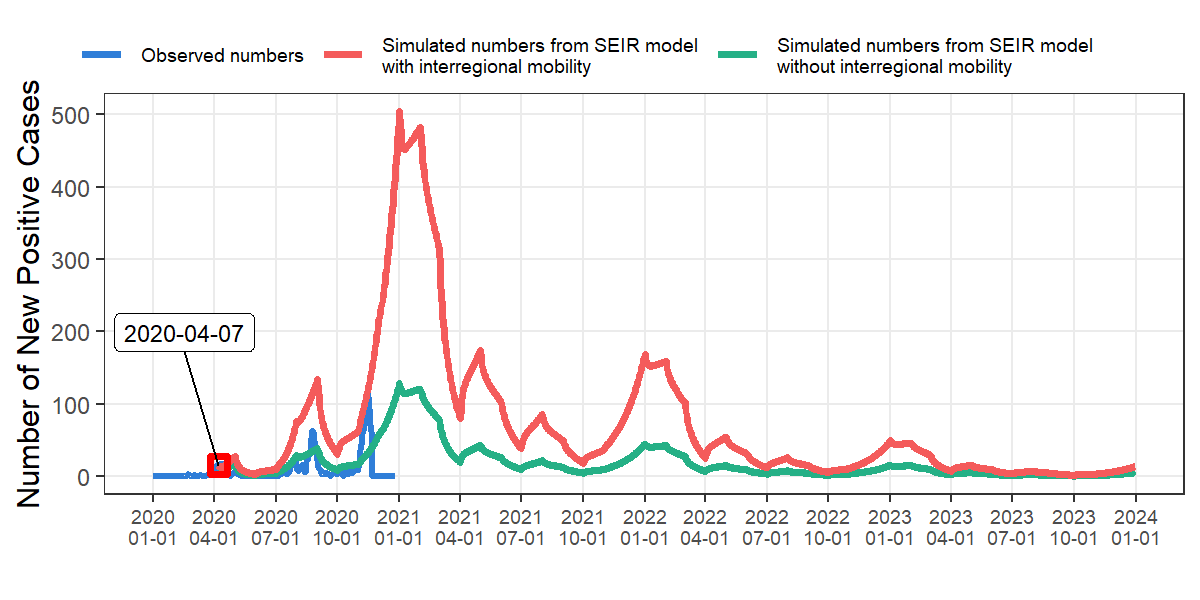 Observed numbers
Simulated numbers from SEIR model
with interregional mobility
Simulated numbers from SEIR model
without interregional mobility
Number of New Positive Cases
500
400
300
200
100
0
2020-04-07
2020 2020 2020 2020 2021 2021 2021 2021 2022 2022 2022 2022 2023 2023 2023 2023 2024
01-01 04-01 07-01 10-01 01-01 04-01 07-01 10-01 01-01 04-01 07-01 10-01 01-01 04-01 07-01 10-01 01-01